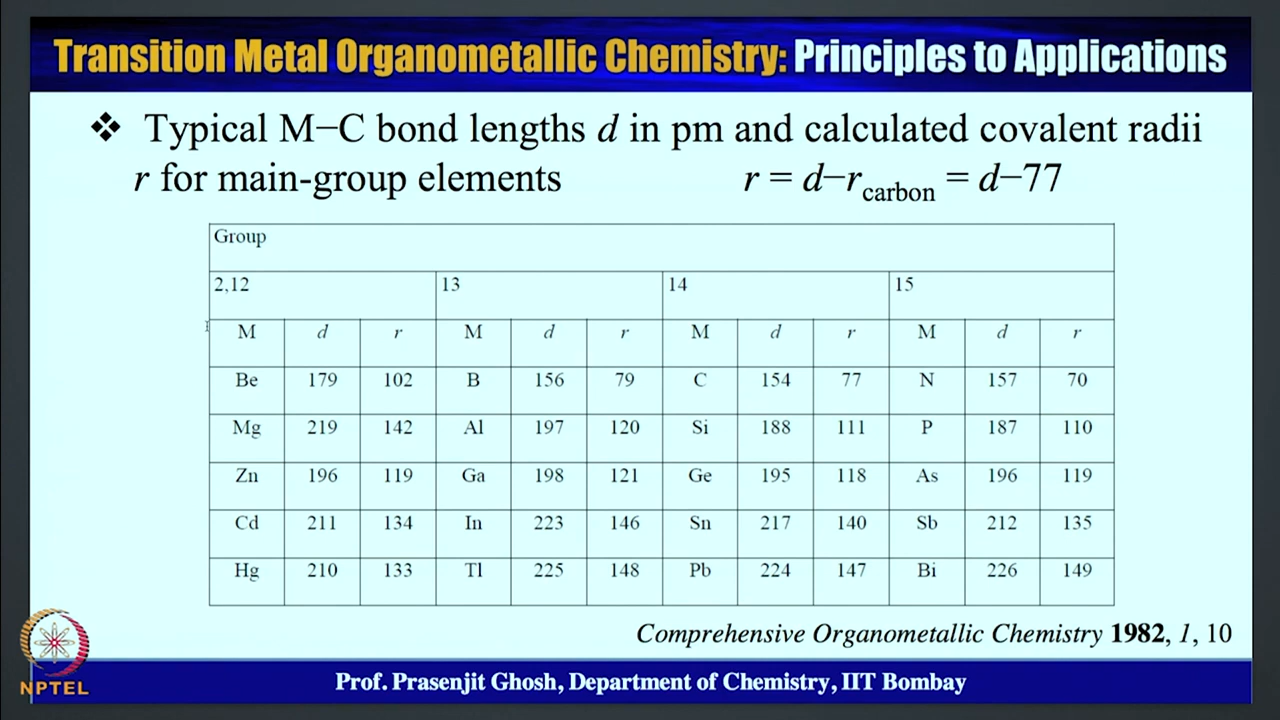 Transition Metal Organometallic Chemistry: Principles to Applications
❖ Typical M−C bond lengths d in pm and calculated covalent radii
r for main-group elements r = d−rcarbon = d−77
Group
2,12 13 14 15
M d r M d r M d r M d r
Be 179 102 B 156 79 C 154 77 N 157 70
Mg 219 142 Al 197 120 Si 188 111 P 187 110
Zn 196 119 Ga 198 121 Ge 195 118 As 196 119
Cd 211 134 In 223 146 Sn 217 140 Sb 212 135
Hg 210 133 Tl 225 148 Pb 224 147 Bi 226 149
Comprehensive Organometallic Chemistry 1982, 1, 10
NPTEL
Prof. Prasenjit Ghosh, Department of Chemistry, IIT Bombay